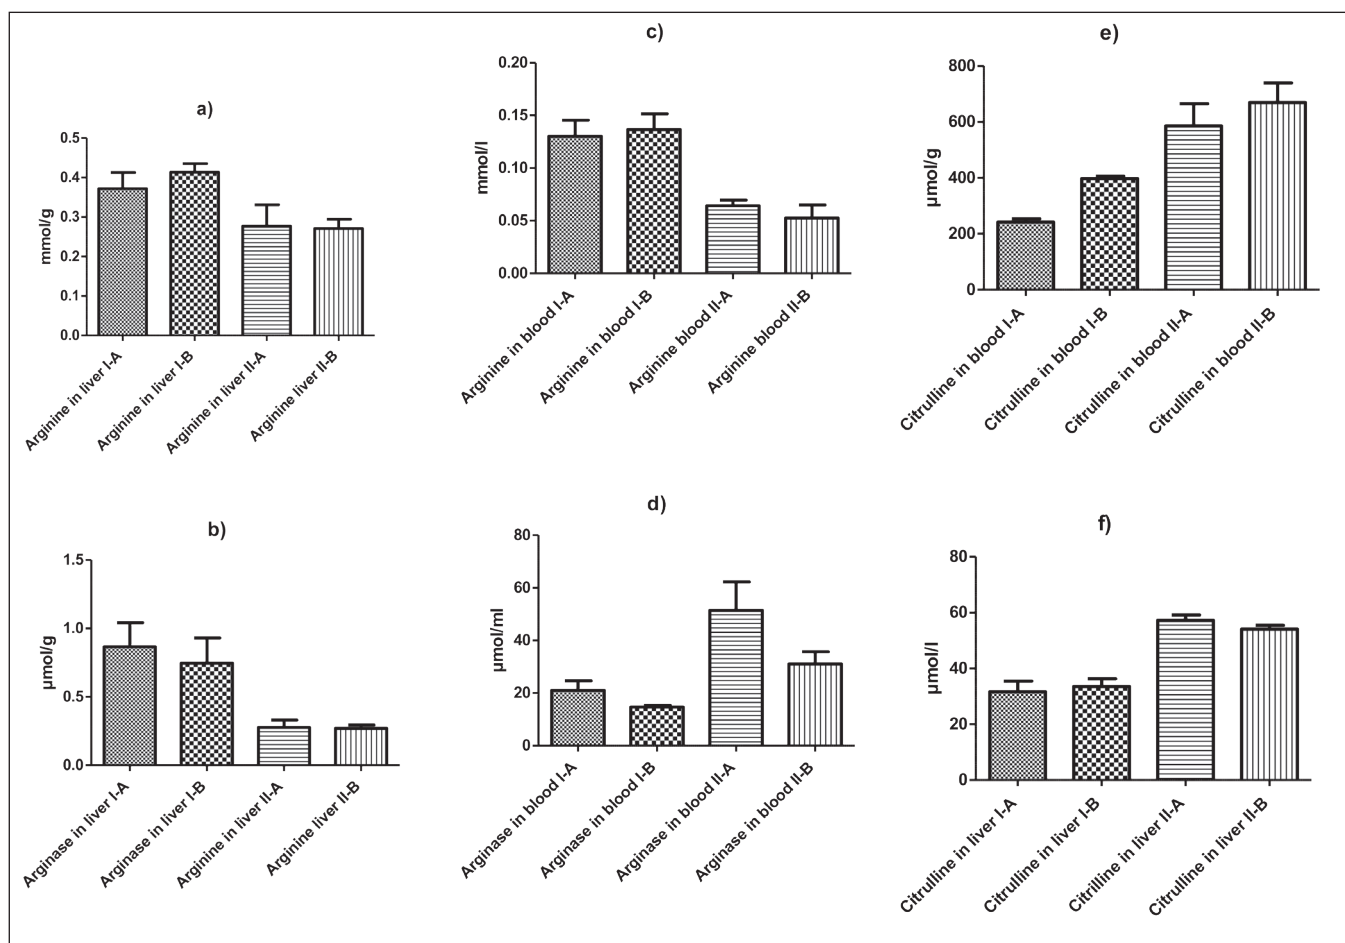 a)
mmol/g
0.5
0.4
0.3
0.2
0.1
0.0
Arginine in liver I-A
Arginine in liver I-B
Arginine in liver II-A
Arginine liver II-B
b)
µmol/g
1.5
1.0
0.5
0.0
Arginase in liver I-A
Arginase in liver I-B
Arginine in liver II-A
Arginine liver II-B
c)
mmol/l
0.20
0.15
0.10
0.05
0.00
Arginine in blood I-A
Arginine in blood I-B
Arginine blood II-A
Arginine blood II-B
d)
µmol/ml
80
60
40
20
0
Arginase in blood I-A
Arginase in blood I-B
Arginase in blood II-A
Arginase in blood II-B
e)
µmol/g
800
600
400
200
0
Citrulline in blood I-A
Citrulline in blood I-B
Citrulline in blood II-A
Citrulline in blood II-B
f)
µmol/l
80
60
40
20
0
Citrulline in liver I-A
Citrulline in liver I-B
Citrilline in liver II-A
Citrulline in liver II-B